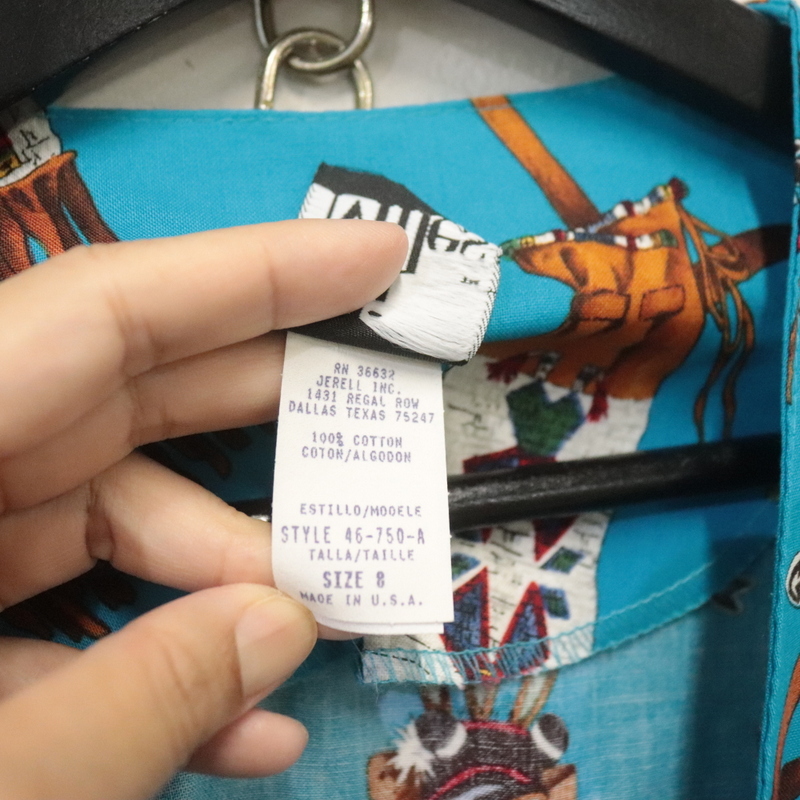 RN 36632
JERELL INC.
1431 REGAL ROW
DALLAS TEXAS 75247
100% COTTON
COTON/ALGODON
ESTILLO/MODELE
STYLE 46-750-A
TALLA/TAILLE
SIZE 8
MADE IN U.S.A.